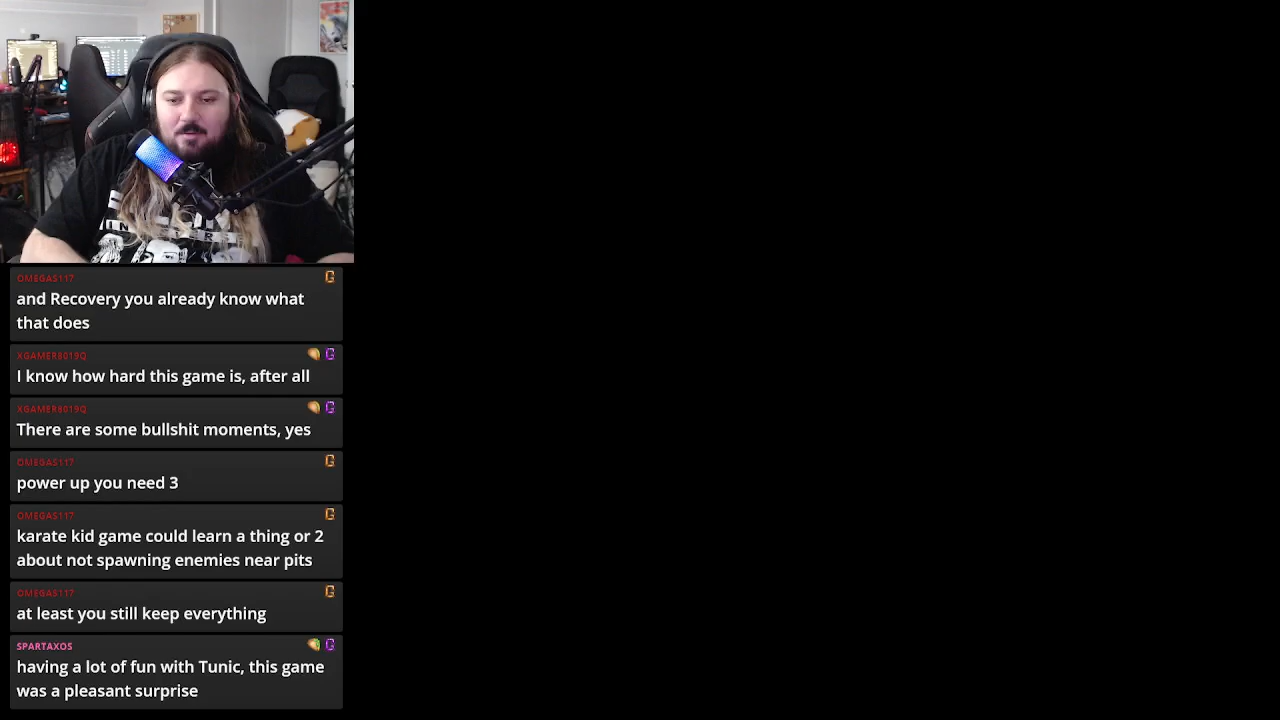 OMEGAS117
and Recovery you already know what
that does
XGAMER8019Q
I know how hard this game is, after all
XGAMER8019Q
There are some bullshit moments, yes
OMEGAS117
power up you need 3
OMEGAS117
karate kid game could learn a thing or 2
about not spawning enemies near pits
OMEGAS117
at least you still keep everything
SPARTAXOS
having a lot of fun with Tunic, this game
was a pleasant surprise